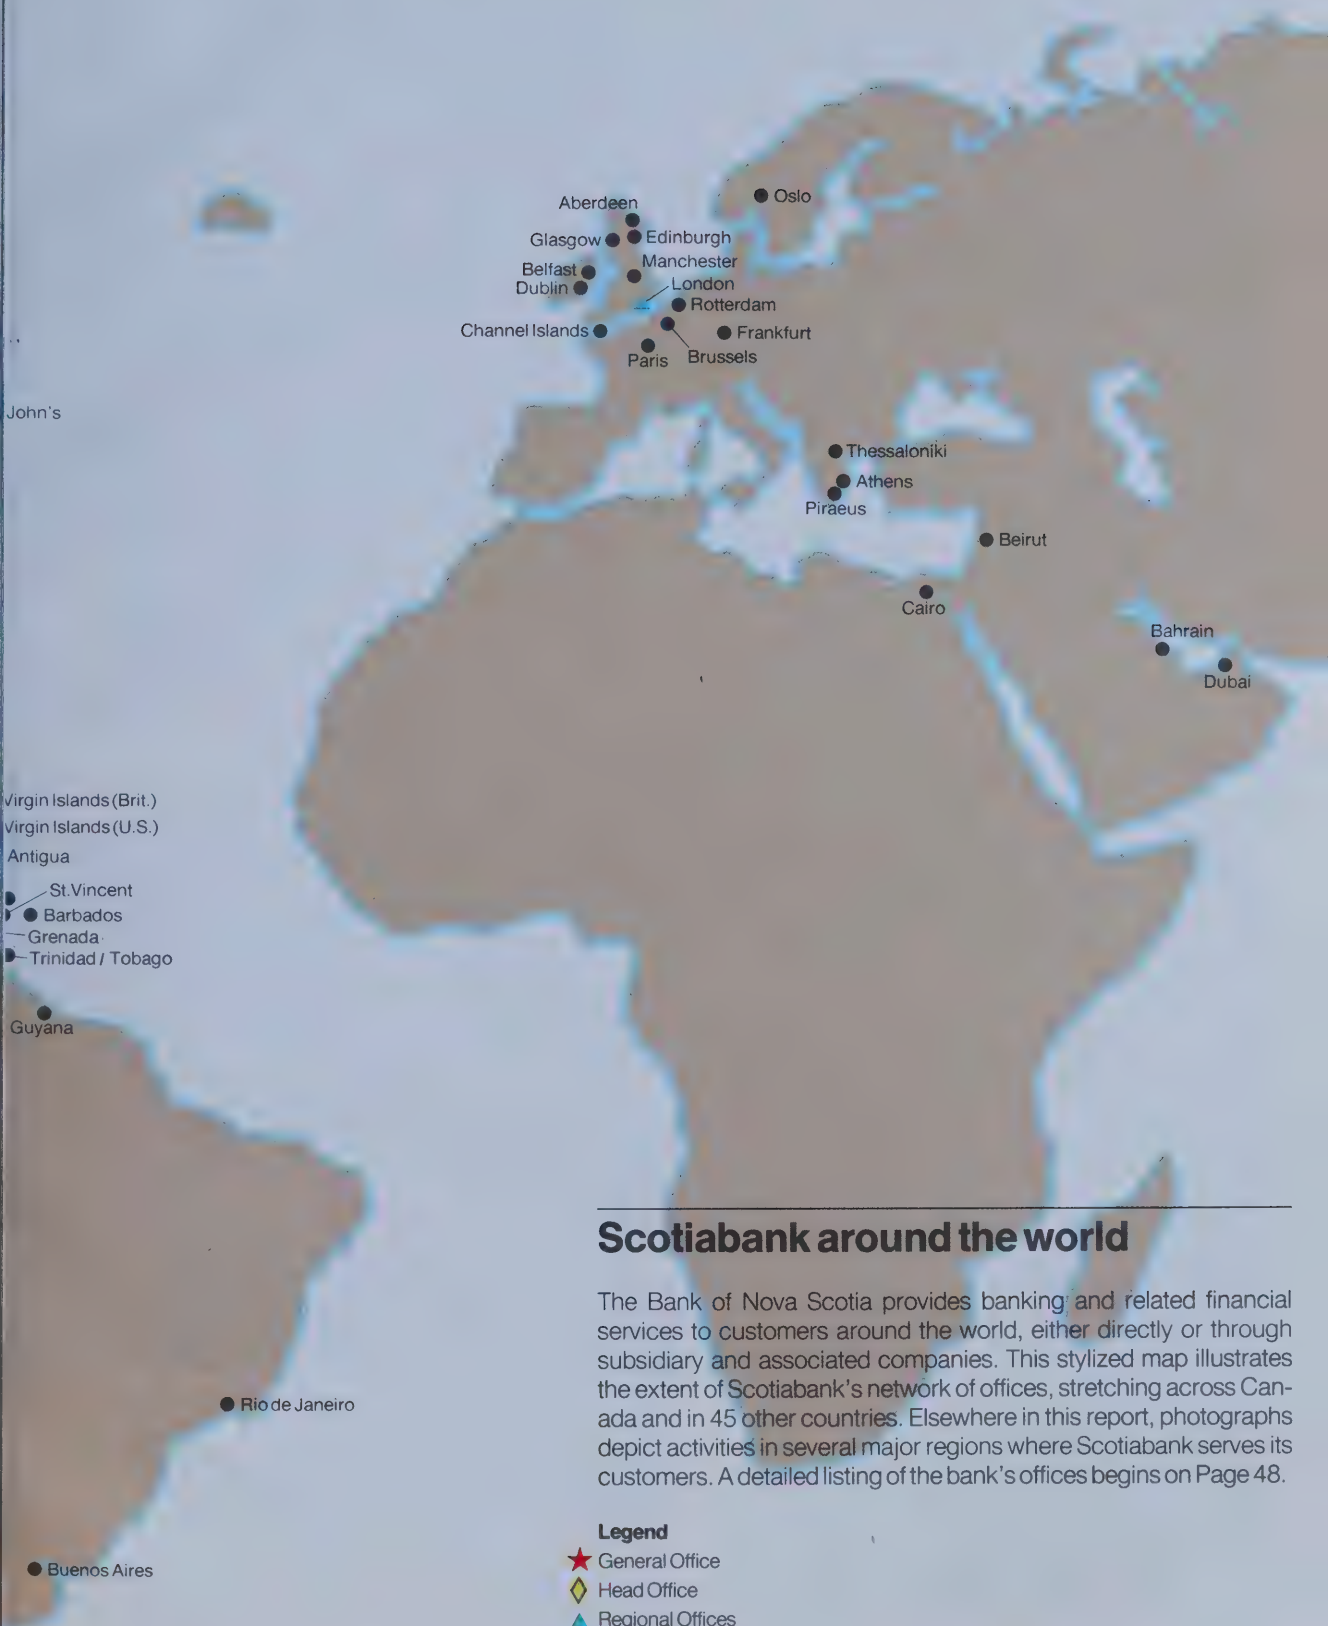 Oslo
Aberdeen
Glasgow
Edinburgh
Manchester
Belfast
Dublin
London
Rotterdam
Channel Islands
Frankfurt
Paris
Brussels
John's
Thessaloniki
Athens
Piraeus
Beirut
Cairo
Bahrain
Dubai
Virgin Islands (Brit.)
Virgin Islands (U.S.)
Antigua
St. Vincent
Barbados
Grenada
Trinidad / Tobago
Guyana
Rio de Janeiro
Buenos Aires
Scotiabank around the world
The Bank of Nova Scotia provides banking and related financial
services to customers around the world, either directly or through
subsidiary and associated companies. This stylized map illustrates
the extent of Scotiabank's network of offices, stretching across Can-
ada and in 45 other countries. Elsewhere in this report, photographs
depict activities in several major regions where Scotiabank serves its
customers. A detailed listing of the bank's offices begins on Page 48.
Legend
General Office
Head Office
Regional Offices